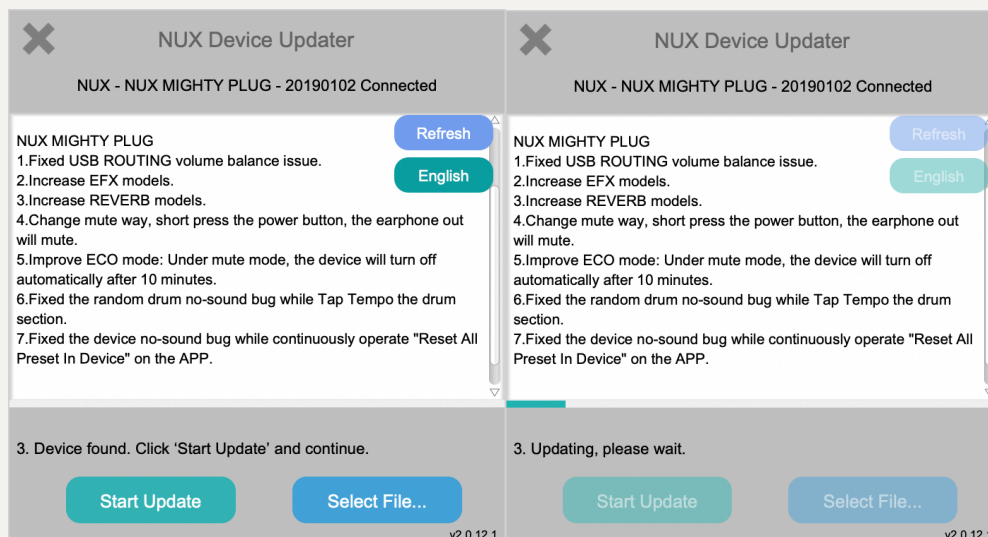 NUX Device Updater
NUX - NUX MIGHTY PLUG - 20190102 Connected
Refresh
NUX MIGHTY PLUG
1.Fixed USB ROUTING volume balance issue.
English
2.Increase EFX models.
3.Increase REVERB models.
4.Change mute way, short press the power button, the earphone out
will mute.
5.Improve ECO mode: Under mute mode, the device will turn off
automatically after 10 minutes.
6.Fixed the random drum no-sound bug while Tap Tempo the drum
section.
7.Fixed the device no-sound bug while continuously operate "Reset All
Preset In Device" on the APP.
3. Device found. Click ‘Start Update’ and continue.
Start Update
Select File...
v2.0.12.1
NUX Device Updater
NUX - NUX MIGHTY PLUG - 20190102 Connected
Refresh
NUX MIGHTY PLUG
1.Fixed USB ROUTING volume balance issue.
English
2.Increase EFX models.
3.Increase REVERB models.
4.Change mute way, short press the power button, the earphone out
will mute.
5.Improve ECO mode: Under mute mode, the device will turn off
automatically after 10 minutes.
6.Fixed the random drum no-sound bug while Tap Tempo the drum
section.
7.Fixed the device no-sound bug while continuously operate "Reset All
Preset In Device" on the APP.
3. Updating, please wait.
Start Update
Select File...
v2.0.12.1